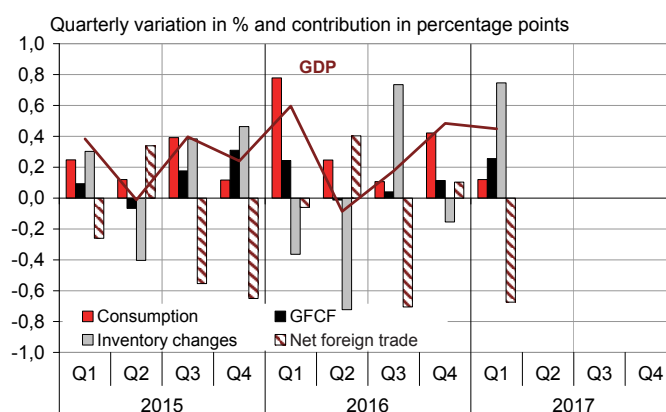 Quarterly variation in % and contribution in percentage points
1,0
0,8
0,6
0,4
0,2
0,0
-0,2
-0,4
-0,6
-0,8
-1,0
GDP
Consumption
GFCF
Inventory changes
Net foreign trade
Q1 Q2 Q3 Q4 Q1 Q2 Q3 Q4 Q1 Q2 Q3 Q4
2015 2016 2017